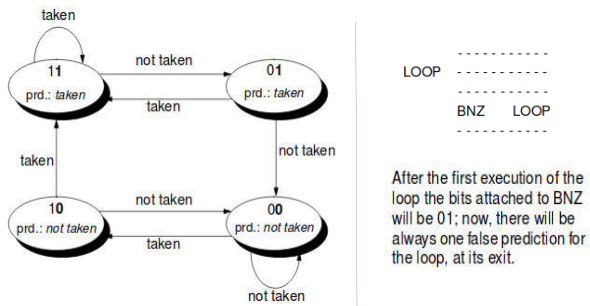 taken
11
prd.: taken
not taken
taken
01
prd.: taken
taken
not taken
10
prd.: not taken
not taken
taken
00
prd.: not taken
not taken
- - - - - - - - - - -
LOOP - - - - - - - - - - -
- - - - - - - - - - -
BNZ LOOP
- - - - - - - - - - -
After the first execution of the
loop the bits attached to BNZ
will be 01; now, there will be
always one false prediction for
the loop, at its exit.